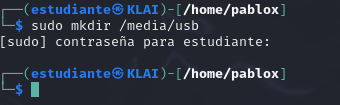 ┌──(estudiante㉿KLAI)-[/home/pablox]
└─$ sudo mkdir /media/usb
[sudo] contraseña para estudiante:
┌──(estudiante㉿KLAI)-[/home/pablox]
└─$